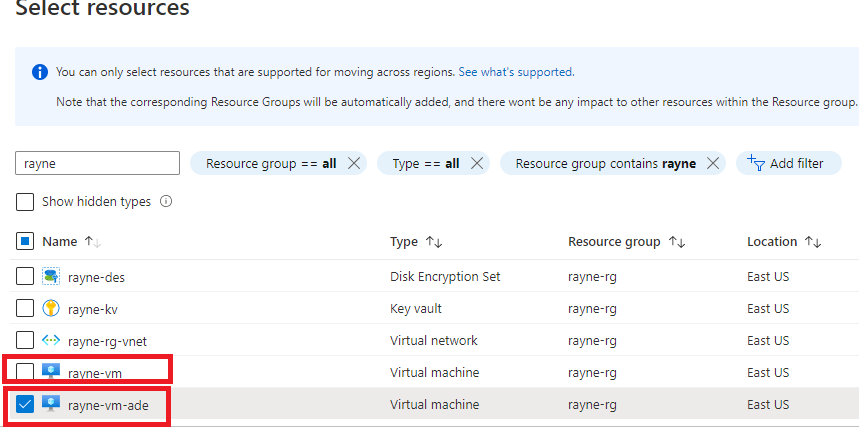 Select resources
You can only select resources that are supported for moving across regions. See what's supported.
Note that the corresponding Resource Groups will be automatically added, and there wont be any impact to other resources within the Resource group.
rayne
Resource group == all
Type == all
Resource group contains rayne
Add filter
Show hidden types
Name Type Resource group Location
rayne-des Disk Encryption Set rayne-rg East US
rayne-kv Key vault rayne-rg East US
rayne-rg-vnet Virtual network rayne-rg East US
rayne-vm Virtual machine rayne-rg East US
rayne-vm-ade Virtual machine rayne-rg East US